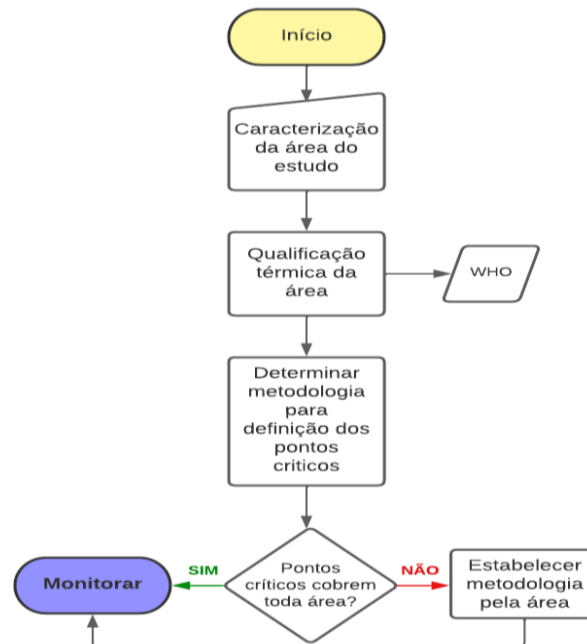 Início
Caracterização
da área do
estudo
Qualificação
térmica da
área
WHO
Determinar
metodologia
para
definição dos
pontos
criticos
SIM
Pontos
críticos cobrem
toda área?
NÃO
Monitorar
Estabelecer
metodologia
pela área